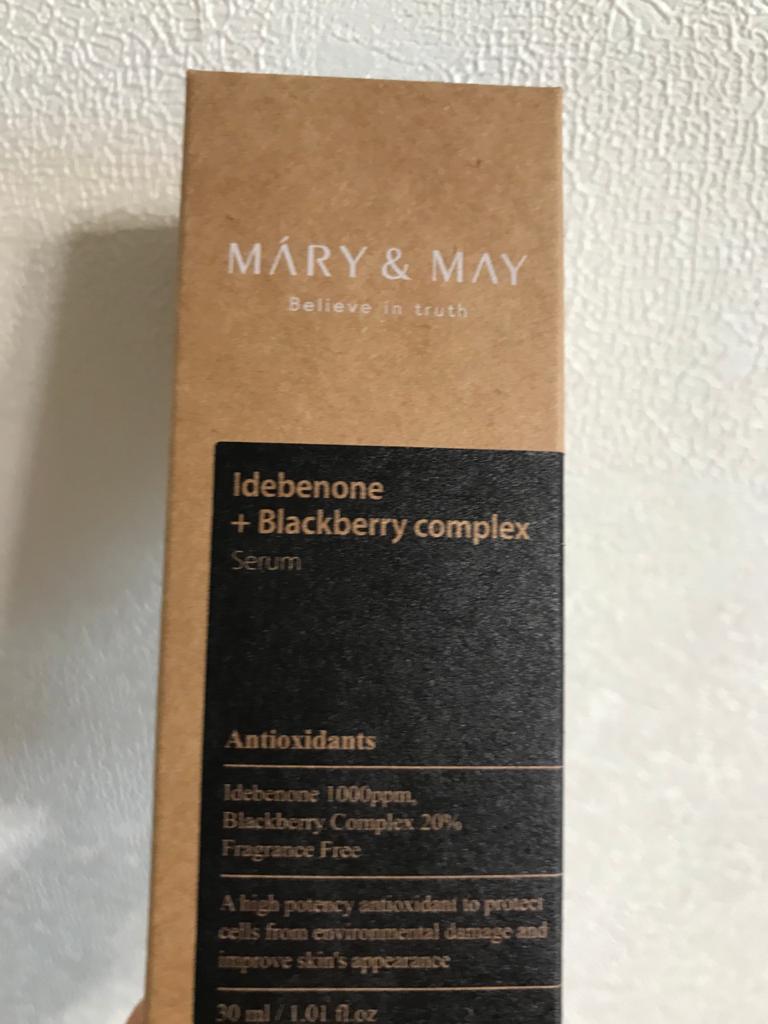 MÁRY & MAY
Believe in truth
Idebenone
+ Blackberry complex
Serum
Antioxidants
Idebenone 1000ppm,
Blackberry Complex 20%
Fragrance Free
A high potency antioxidant to protect
cells from environmental damage and
improve skin's appearance
30 ml / 1.01 fl.oz